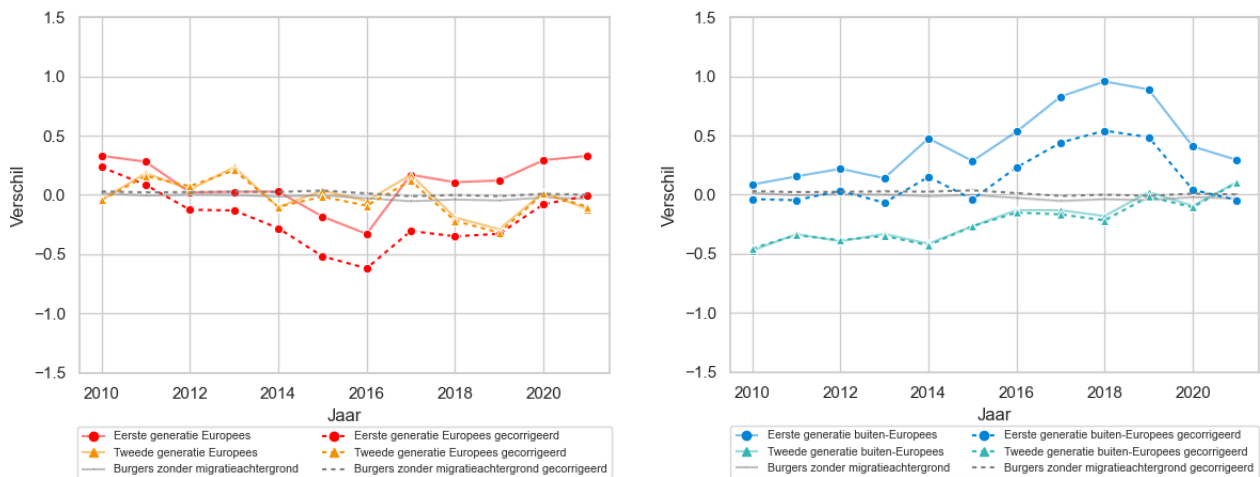 1.5
1.0
0.5
0.0
−0.5
−1.0
−1.5
Verschil
2010 2012 2014 2016 2018 2020
Jaar
Eerste generatie Europees
Eerste generatie Europees gecorrigeerd
Tweede generatie Europees
Tweede generatie Europees gecorrigeerd
Burgers zonder migratieachtergrond
Burgers zonder migratieachtergrond gecorrigeerd
1.5
1.0
0.5
0.0
−0.5
−1.0
−1.5
Verschil
2010 2012 2014 2016 2018 2020
Jaar
Eerste generatie buiten-Europees
Eerste generatie buiten-Europees gecorrigeerd
Tweede generatie buiten-Europees
Tweede generatie buiten-Europees gecorrigeerd
Burgers zonder migratieachtergrond
Burgers zonder migratieachtergrond gecorrigeerd